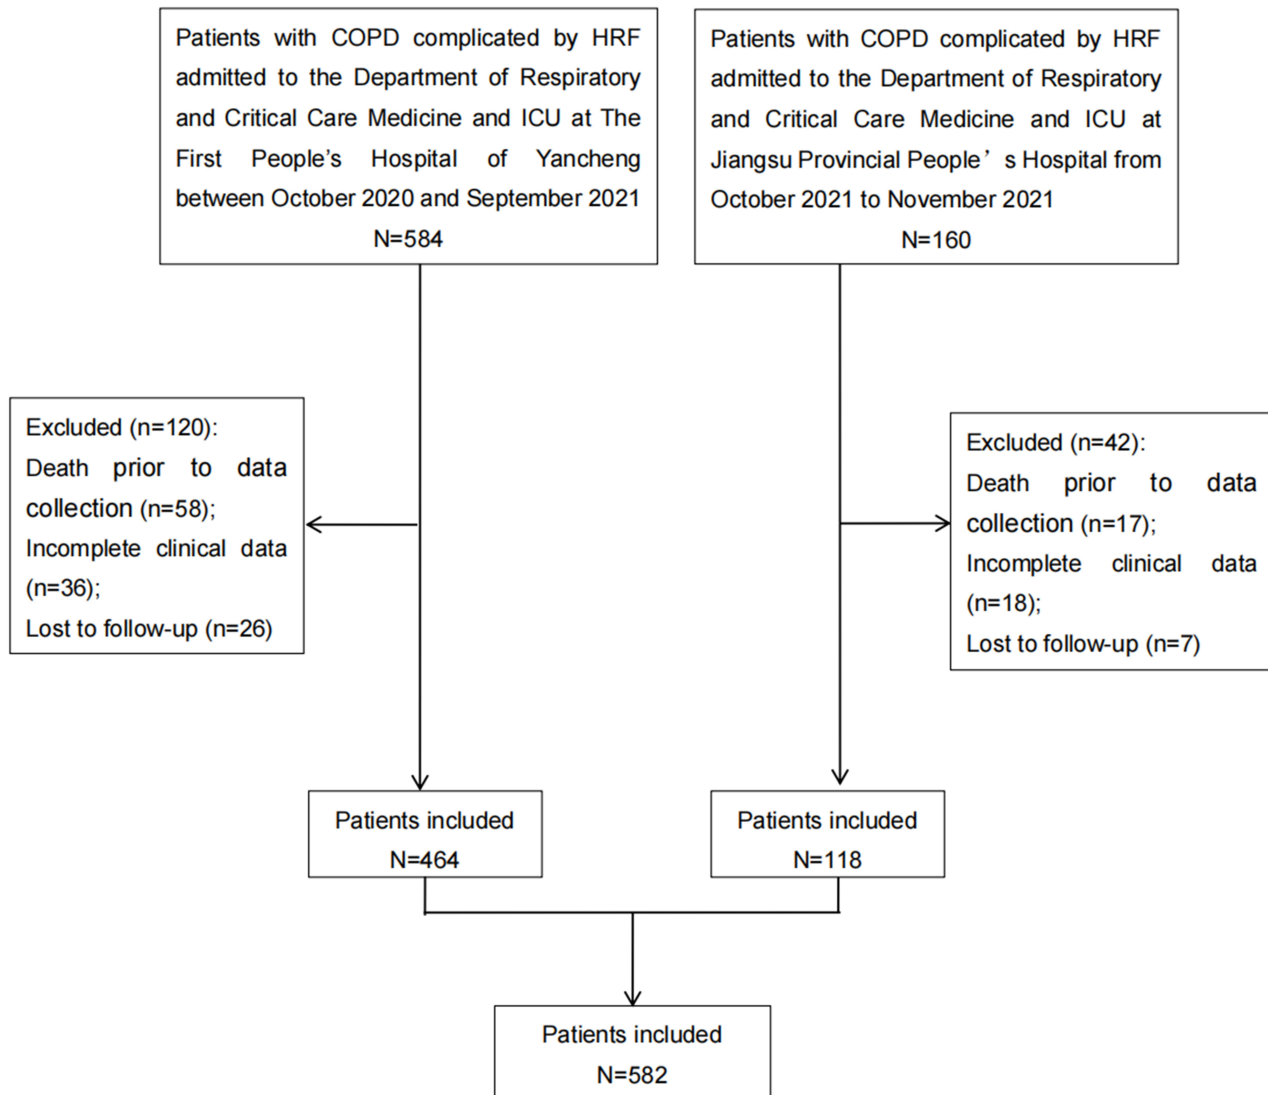 Patients with COPD complicated by HRF
admitted to the Department of Respiratory
and Critical Care Medicine and ICU at The
First People’s Hospital of Yancheng
between October 2020 and September 2021
N=584
Patients with COPD complicated by HRF
admitted to the Department of Respiratory
and Critical Care Medicine and ICU at
Jiangsu Provincial People’s Hospital from
October 2021 to November 2021
N=160
Excluded (n=120):
Death prior to data
collection (n=58);
Incomplete clinical data
(n=36);
Lost to follow-up (n=26)
Excluded (n=42):
Death prior to data
collection (n=17);
Incomplete clinical data
(n=18);
Lost to follow-up (n=7)
Patients included
N=464
Patients included
N=118
Patients included
N=582